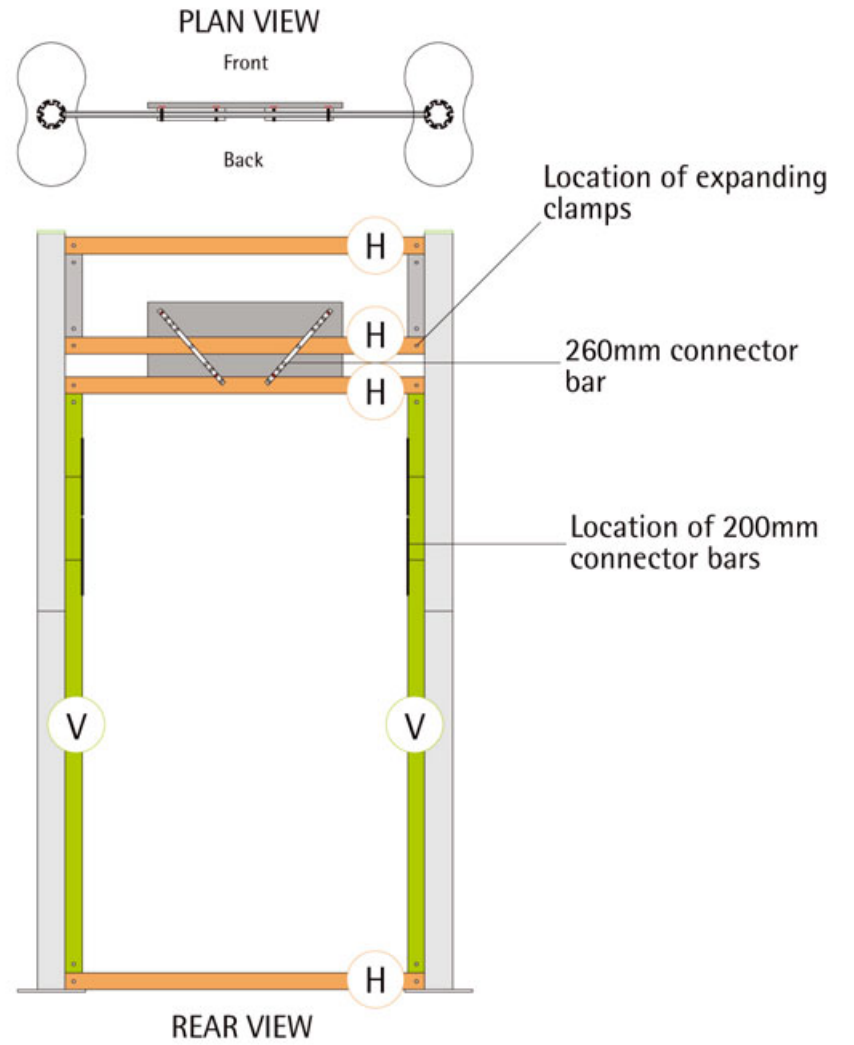 PLAN VIEW
Front
Back
Location of expanding
clamps
H
H
260mm connector
bar
H
Location of 200mm
connector bars
V
V
H
REAR VIEW